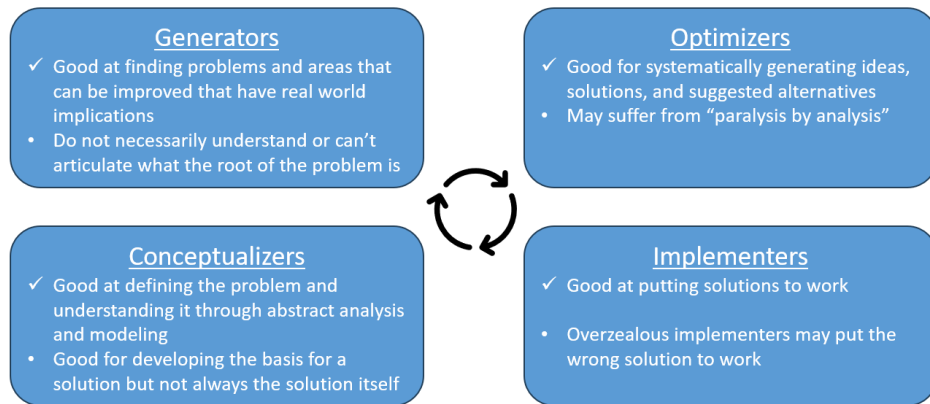 Generators
✓ Good at finding problems and areas that
can be improved that have real world
implications
• Do not necessarily understand or can’t
articulate what the root of the problem is
Optimizers
✓ Good for systematically generating ideas,
solutions, and suggested alternatives
• May suffer from “paralysis by analysis”
Conceptualizers
✓ Good at defining the problem and
understanding it through abstract analysis
and modeling
• Good for developing the basis for a
solution but not always the solution itself
Implementers
✓ Good at putting solutions to work
• Overzealous implementers may put the
wrong solution to work